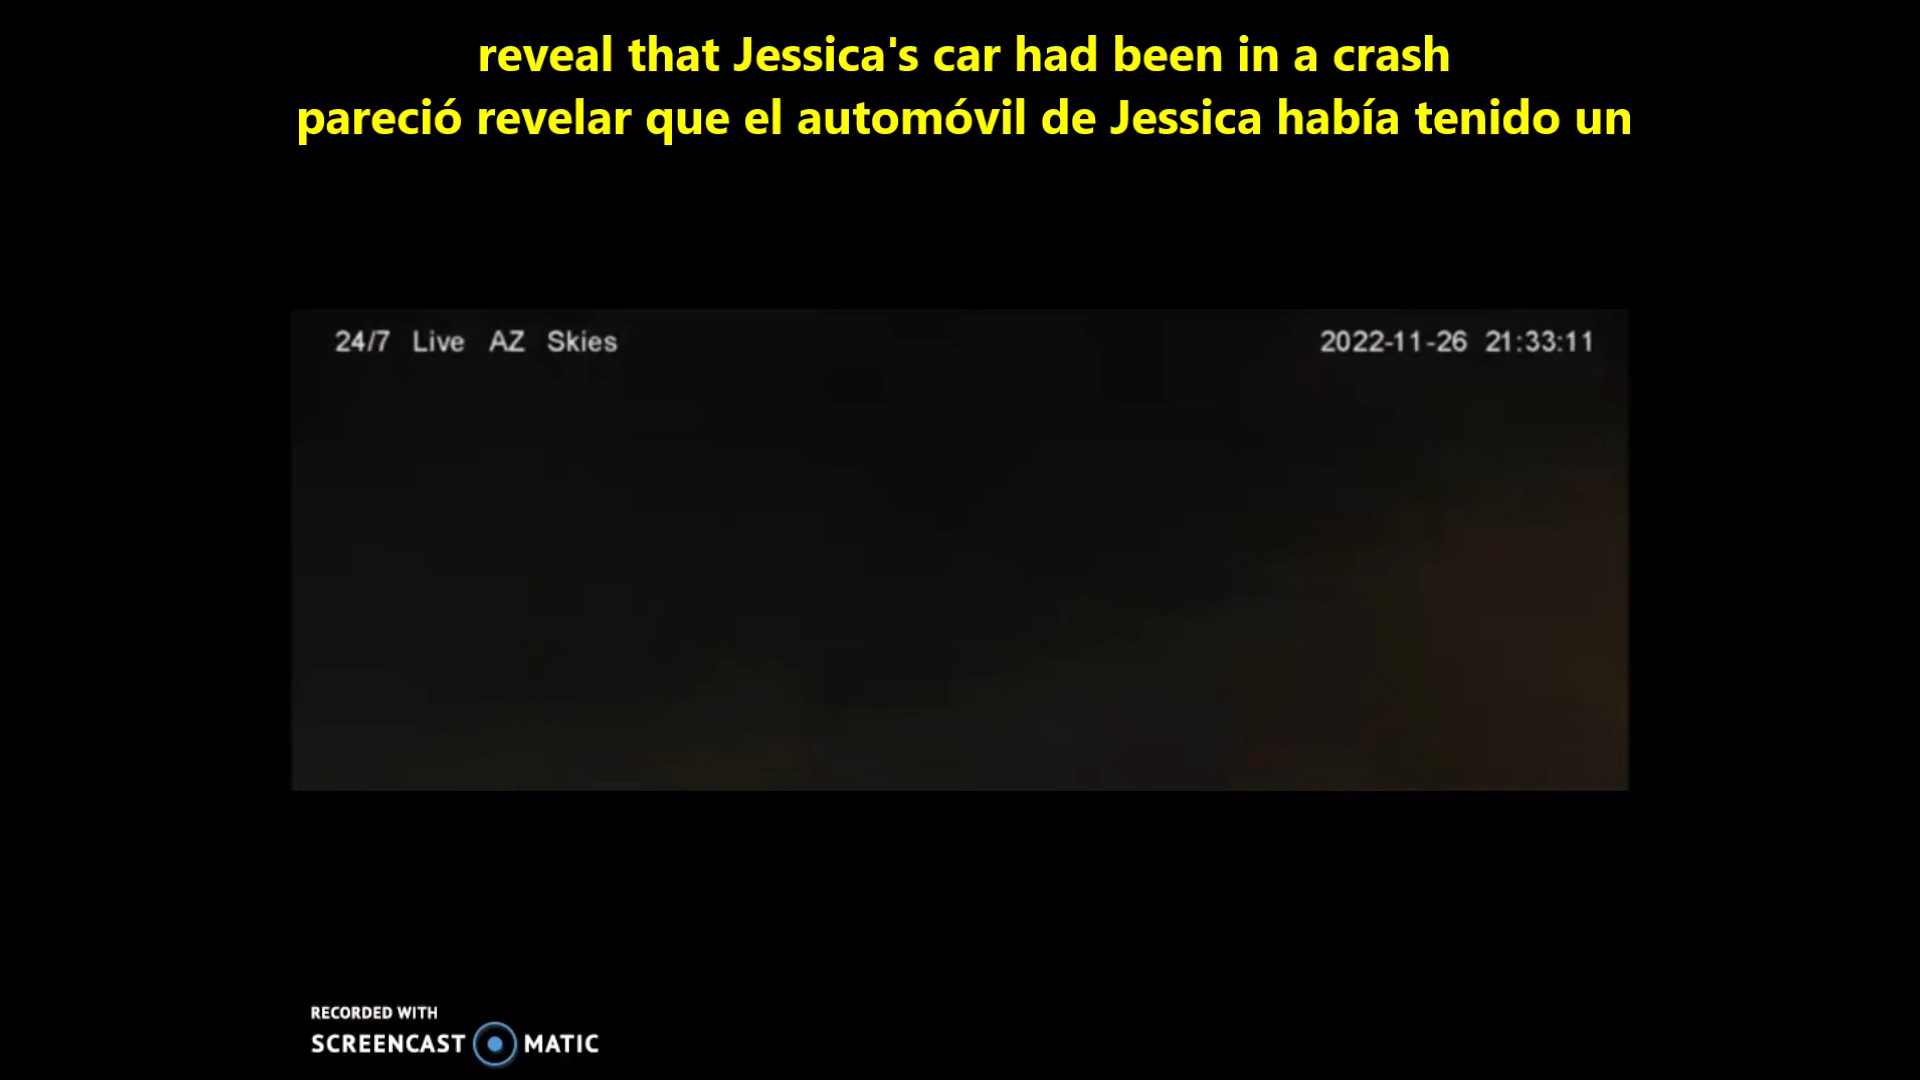 reveal that Jessica's car had been in a crash
pareció revelar que el automóvil de Jessica había tenido un
24/7 Live AZ Skies 2022-11-26 21:33:11
RECORDED WITH
SCREENCAST MATIC